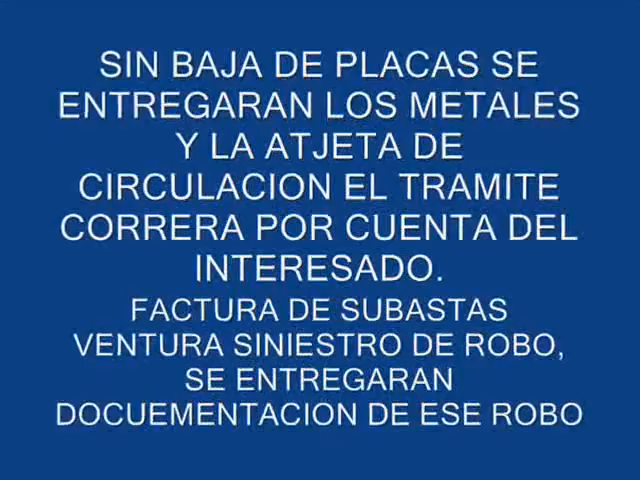 SIN BAJA DE PLACAS SE
ENTREGARAN LOS METALES
Y LA ATJETA DE
CIRCULACION EL TRAMITE
CORRERA POR CUENTA DEL
INTERESADO.
FACTURA DE SUBASTAS
VENTURA SINIESTRO DE ROBO,
SE ENTREGARAN
DOCUEMENTACION DE ESE ROBO